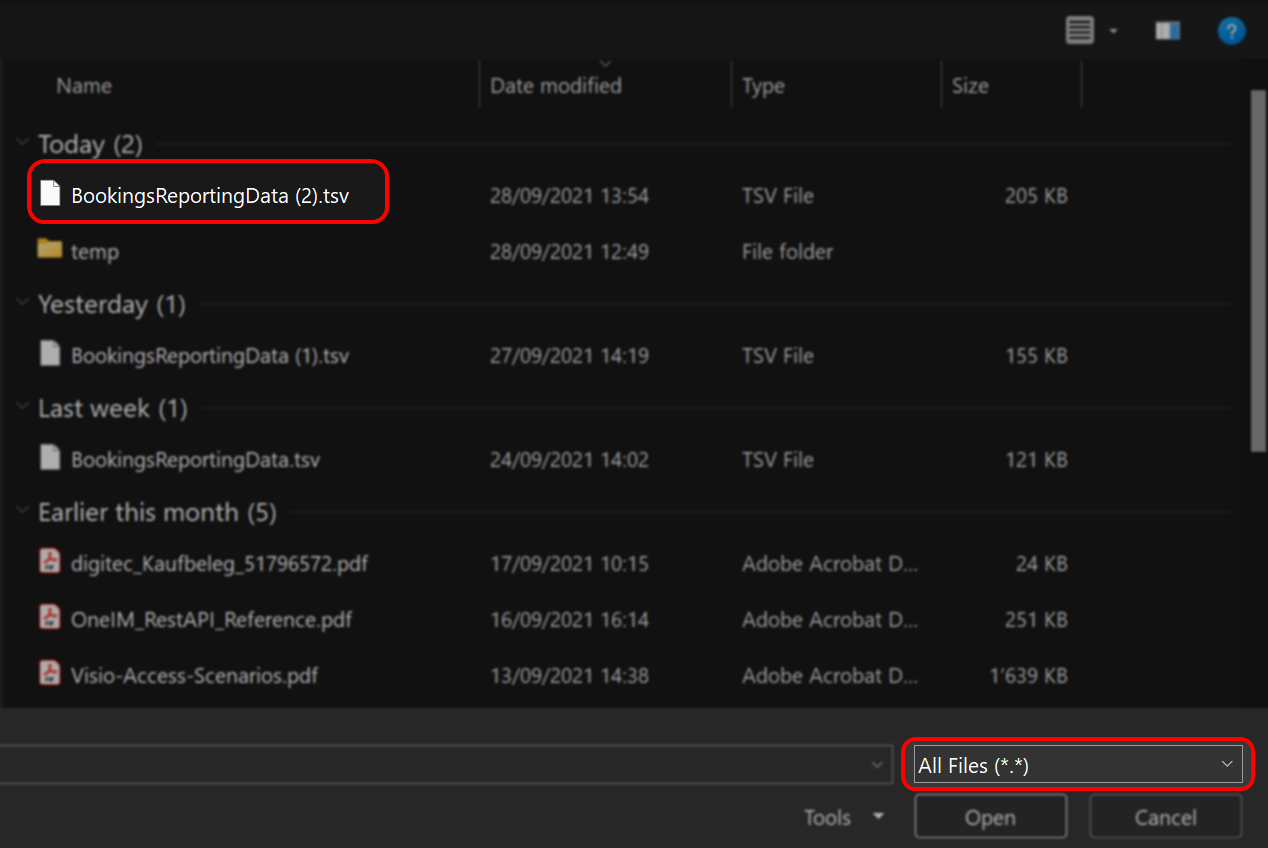 ?
Name Date modified Type Size
Today (2)
BookingsReportingData (2).tsv 28/09/2021 13:54 TSV File 205 KB
temp 28/09/2021 12:49 File folder
Yesterday (1)
BookingsReportingData (1).tsv 27/09/2021 14:19 TSV File 155 KB
Last week (1)
BookingsReportingData.tsv 24/09/2021 14:02 TSV File 121 KB
Earlier this month (5)
digitec_Kaufbeleg_51796572.pdf 17/09/2021 10:15 Adobe Acrobat D... 24 KB
OneIM_RestAPI_Reference.pdf 16/09/2021 16:14 Adobe Acrobat D... 251 KB
Visio-Access-Scenarios.pdf 13/09/2021 14:38 Adobe Acrobat D... 1'639 KB
All Files (*.*)
Tools Open Cancel